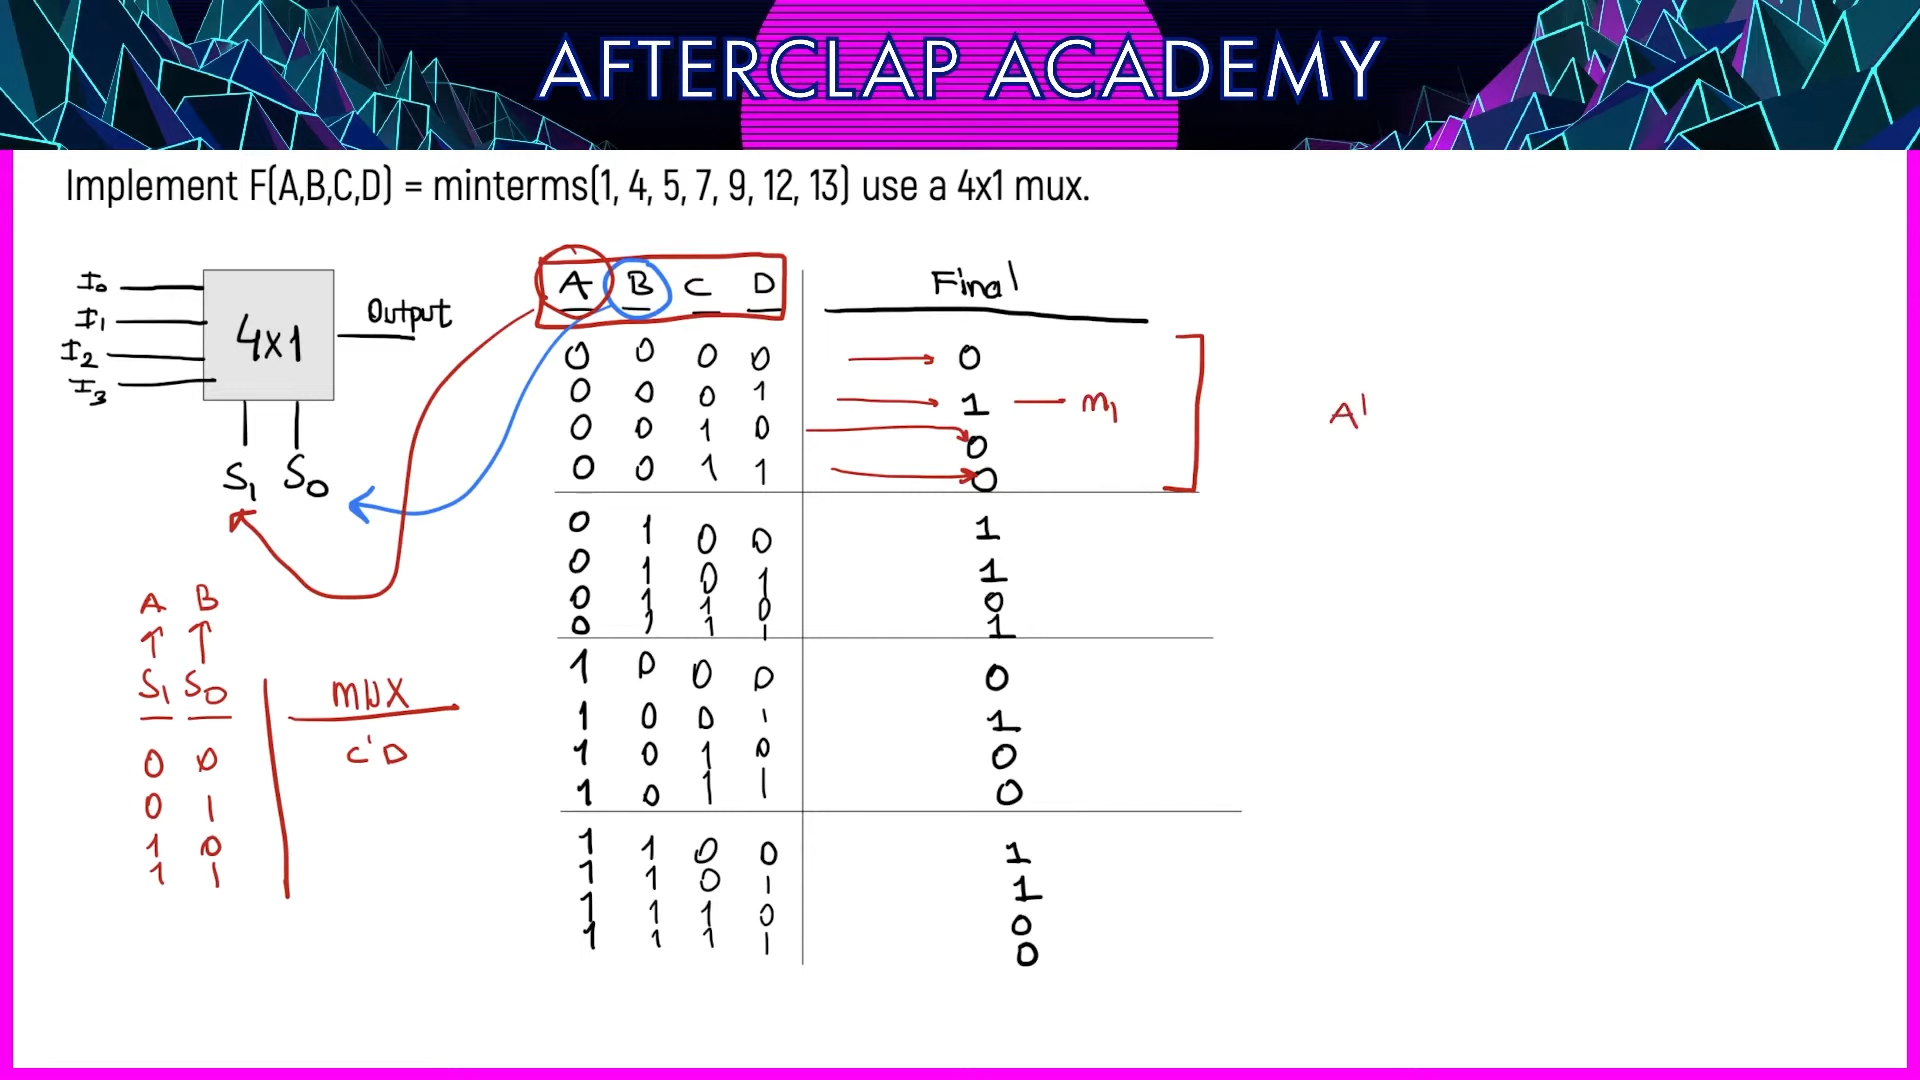 AFTERCLAP ACADEMY
Implement F(A,B,C,D) = minterms(1, 4, 5, 7, 9, 12, 13) use a 4x1 mux.
I0
I1
I2
I3
4x1
Output
S1 S0
A B
↑ ↑
S1 S0 mux
0 0 C'D
0 1
1 0
1 1
A B C D Final
0 0 0 0 → 0
0 0 0 1 → 1 — m1
0 0 1 0 → 0
0 0 1 1 → 0
A'
0 1 0 0 1
0 1 0 1 1
0 1 1 0 0
0 1 1 1 1
1 0 0 0 0
1 0 0 1 1
1 0 1 0 0
1 0 1 1 0
1 1 0 0 1
1 1 0 1 1
1 1 1 0 0
1 1 1 1 0